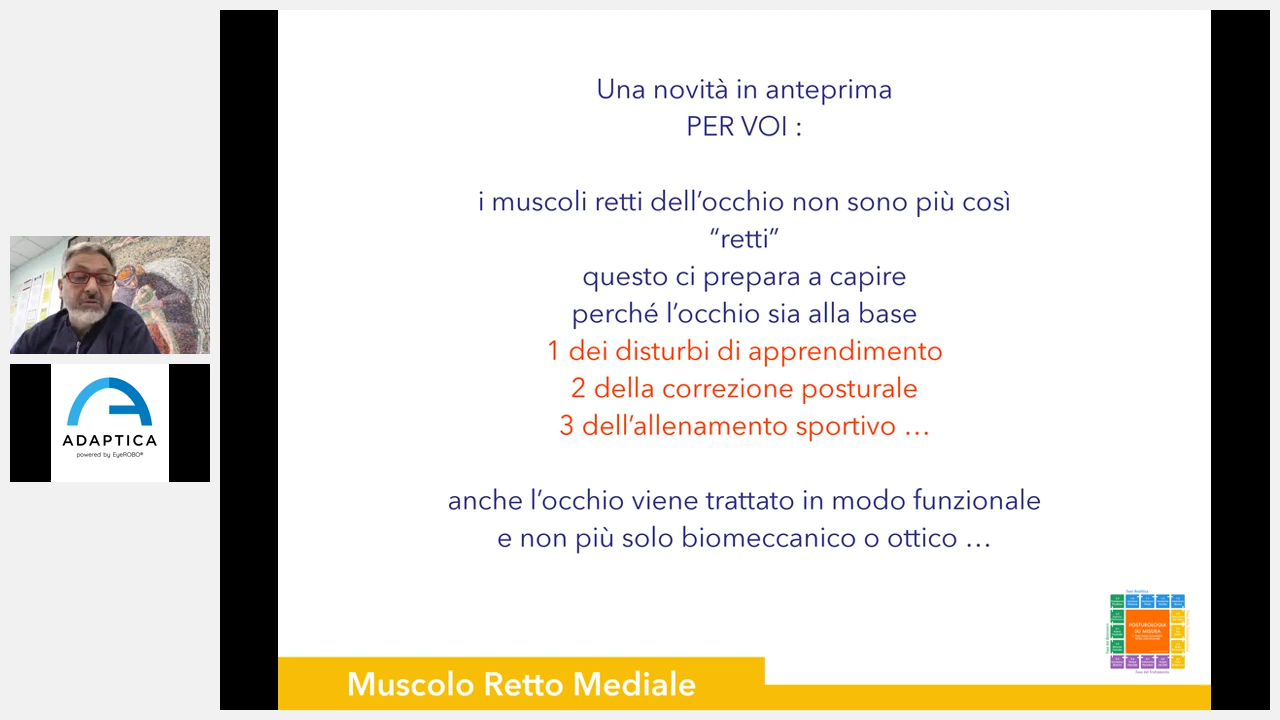 Una novità in anteprima
PER VOI :
i muscoli retti dell’occhio non sono più così
“retti”
questo ci prepara a capire
perché l’occhio sia alla base
1 dei disturbi di apprendimento
2 della correzione posturale
3 dell’allenamento sportivo …
anche l’occhio viene trattato in modo funzionale
e non più solo biomeccanico o ottico …
Muscolo Retto Mediale
ADAPTICA
powered by EyeROBO®
POSTUROLOGIA
SU MISURA